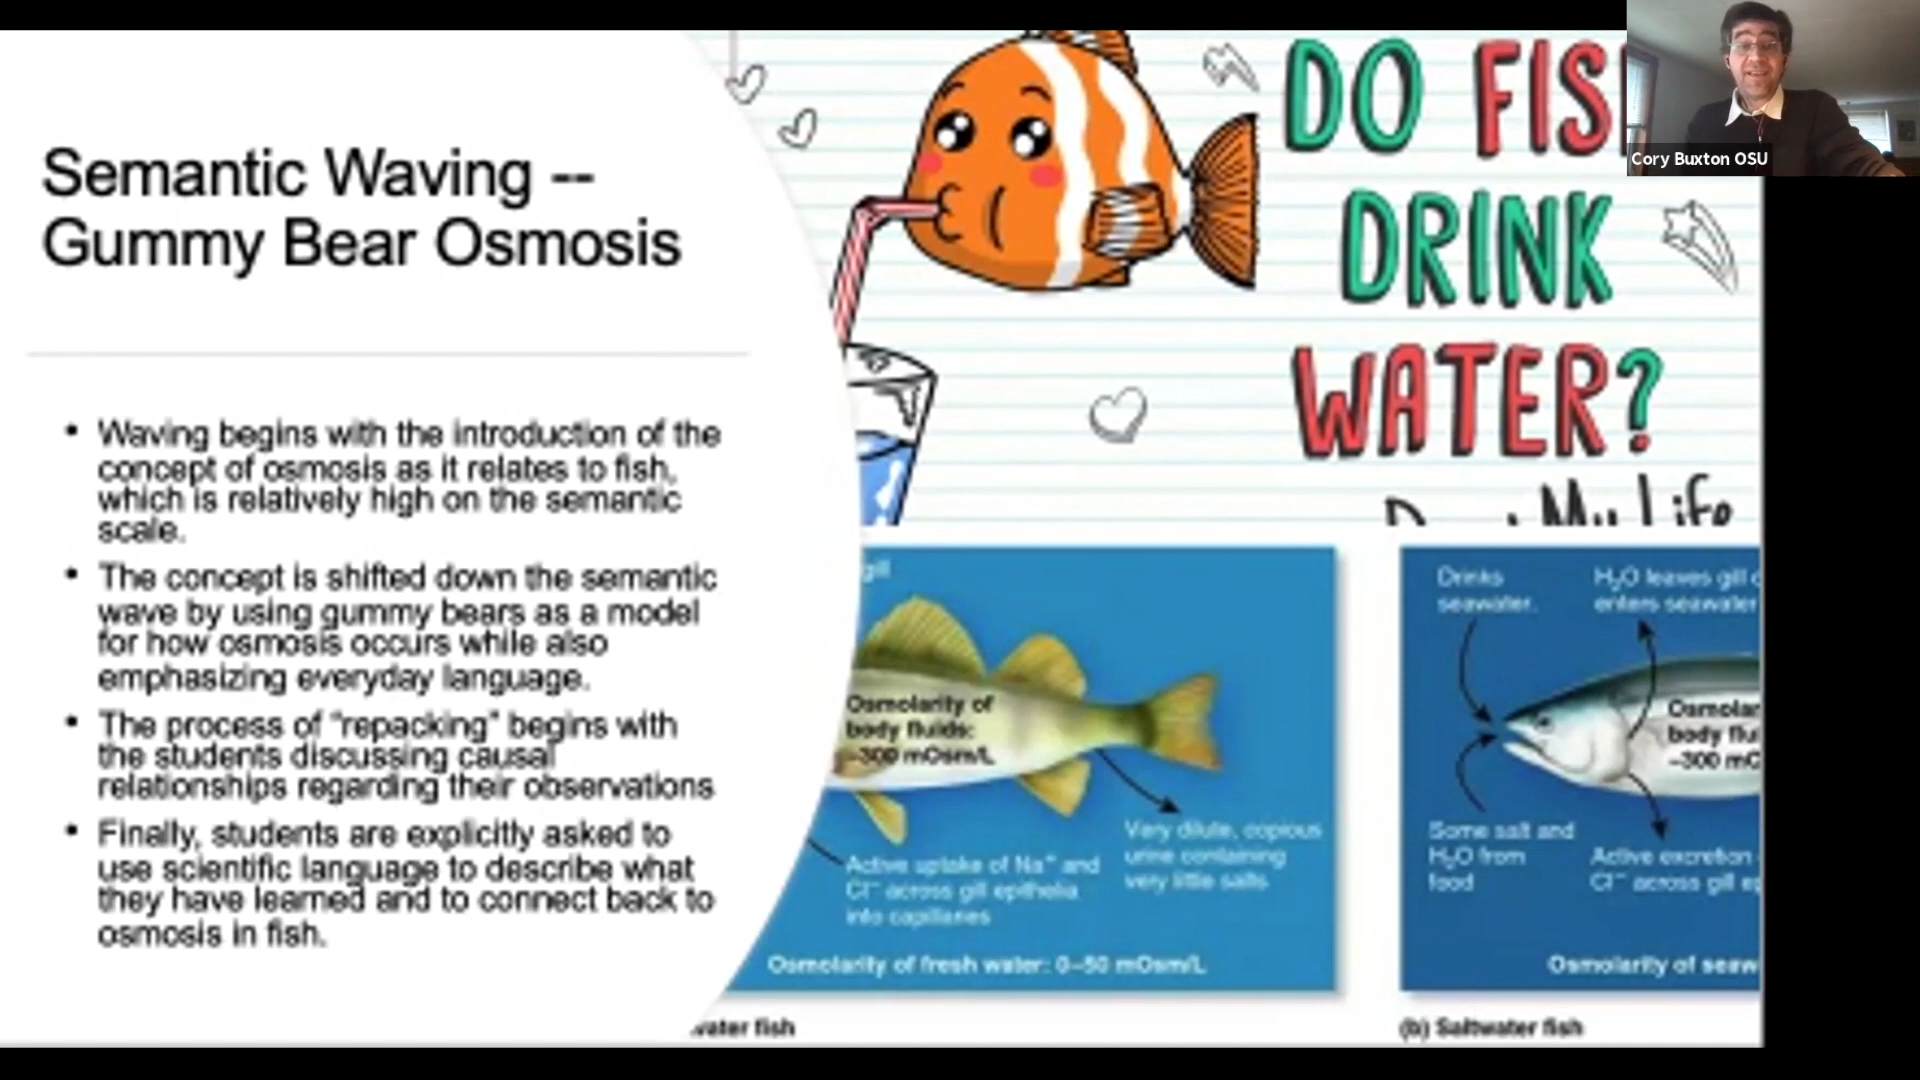 Semantic Waving --
Gummy Bear Osmosis
• Waving begins with the introduction of the
concept of osmosis as it relates to fish,
which is relatively high on the semantic
scale.
• The concept is shifted down the semantic
wave by using gummy bears as a model
for how osmosis occurs while also
emphasizing everyday language.
• The process of "repacking" begins with
the students discussing causal
relationships regarding their observations
• Finally, students are explicitly asked to
use scientific language to describe what
they have learned and to connect back to
osmosis in fish.
DO FIS
DRINK
WATER?
My Life
Cory Buxton OSU
gill
Osmolarity of
body fluids:
~300 mOsm/L
Very dilute, copious
urine containing
very little salts
Active uptake of Na⁺ and
Cl⁻ across gill epithelia
into capillaries
Osmolarity of fresh water: 0–50 mOsm/L
water fish
Drinks
seawater.
H₂O leaves gill
enters seawater
Osmolar
body flu
~300 mO
Some salt and
H₂O from
food
Active excretion
Cl⁻ across gill ep
Osmolarity of seaw
(b) Saltwater fish